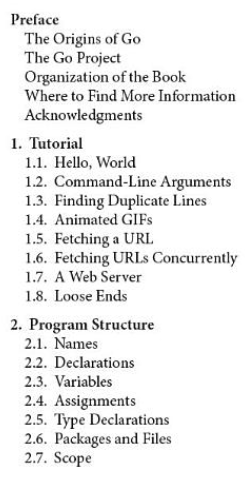 Preface
The Origins of Go
The Go Project
Organization of the Book
Where to Find More Information
Acknowledgments
1. Tutorial
1.1. Hello, World
1.2. Command-Line Arguments
1.3. Finding Duplicate Lines
1.4. Animated GIFs
1.5. Fetching a URL
1.6. Fetching URLs Concurrently
1.7. A Web Server
1.8. Loose Ends
2. Program Structure
2.1. Names
2.2. Declarations
2.3. Variables
2.4. Assignments
2.5. Type Declarations
2.6. Packages and Files
2.7. Scope